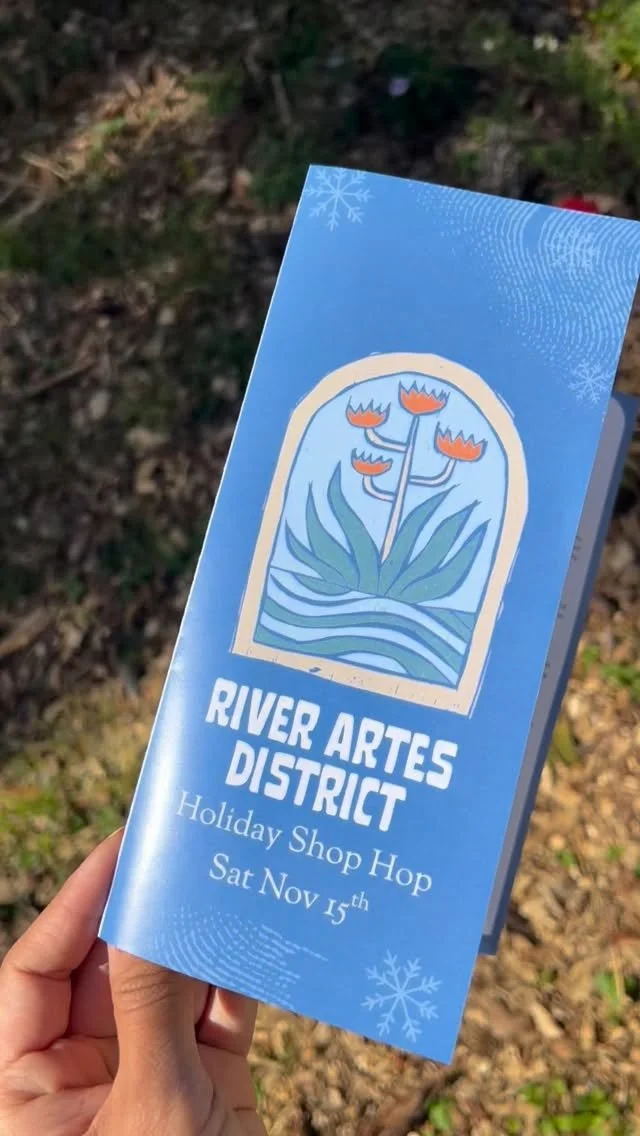 RIVER ARTES
DISTRICT
Holiday Shop Hop
Sat Nov 15th